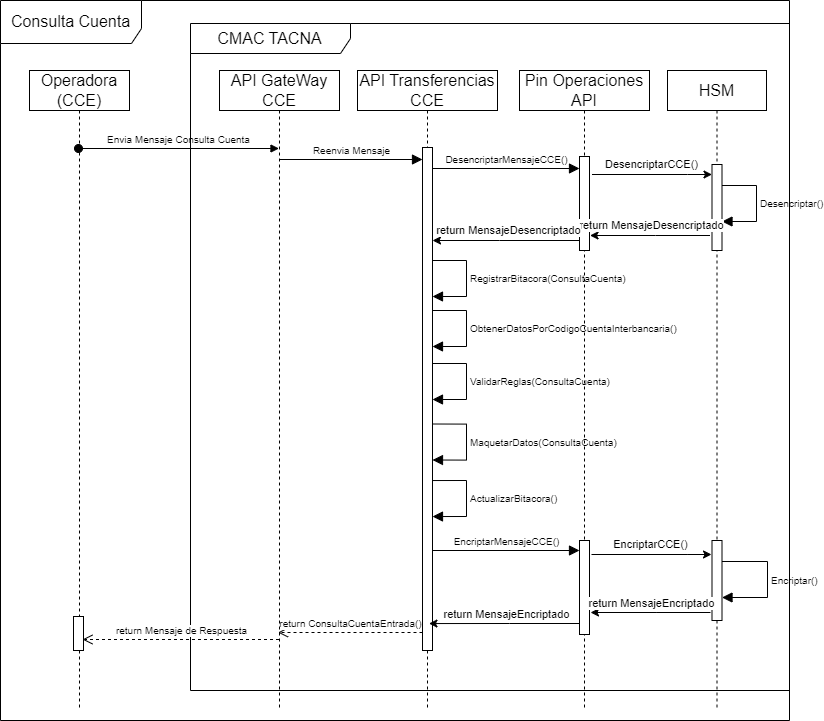 Consulta Cuenta
CMAC TACNA
Operadora
(CCE)
API GateWay
CCE
API Transferencias
CCE
Pin Operaciones
API
HSM
Envia Mensaje Consulta Cuenta
Reenvia Mensaje
DesencriptarMensajeCCE()
DesencriptarCCE()
Desencriptar()
return MensajeDesencriptado
return MensajeDesencriptado
RegistrarBitacora(ConsultaCuenta)
ObtenerDatosPorCodigoCuentaInterbancaria()
ValidarReglas(ConsultaCuenta)
MaquetarDatos(ConsultaCuenta)
ActualizarBitacora()
EncriptarMensajeCCE()
EncriptarCCE()
Encriptar()
return MensajeEncriptado
return MensajeEncriptado
return ConsultaCuentaEntrada()
return Mensaje de Respuesta